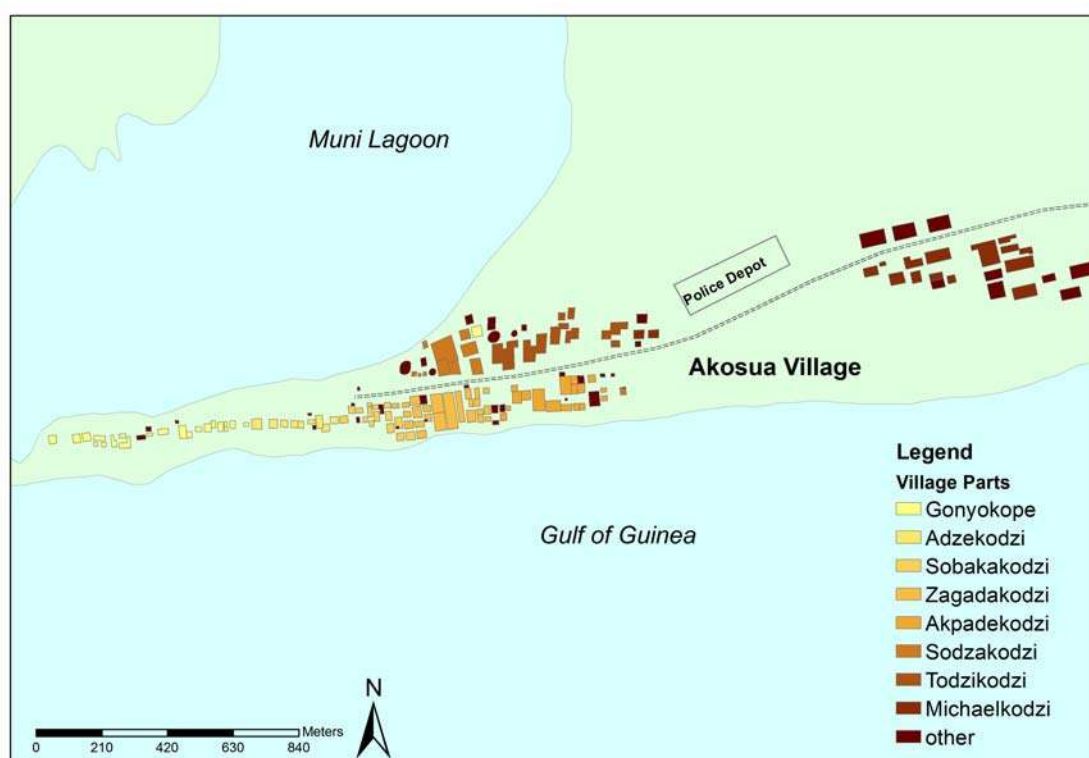 Muni Lagoon
Police Depot
Akosua Village
Gulf of Guinea
Legend
Village Parts
Gonyokope
Adzekodzi
Sobakakodzi
Zagadakodzi
Akpadekodzi
Sodzakodzi
Todzikodzi
Michaelkodzi
other
N
Meters
0 210 420 630 840